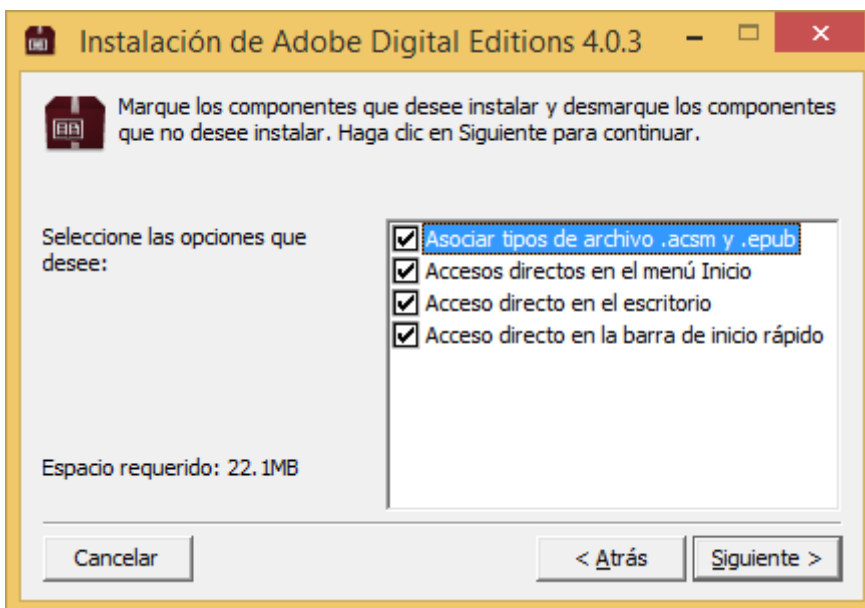 Instalación de Adobe Digital Editions 4.0.3
Marque los componentes que desee instalar y desmarque los componentes
que no desee instalar. Haga clic en Siguiente para continuar.
Seleccione las opciones que
desee:
Asociar tipos de archivo .acsm y .epub
Accesos directos en el menú Inicio
Acceso directo en el escritorio
Acceso directo en la barra de inicio rápido
Espacio requerido: 22.1MB
Cancelar
< Atrás
Siguiente >